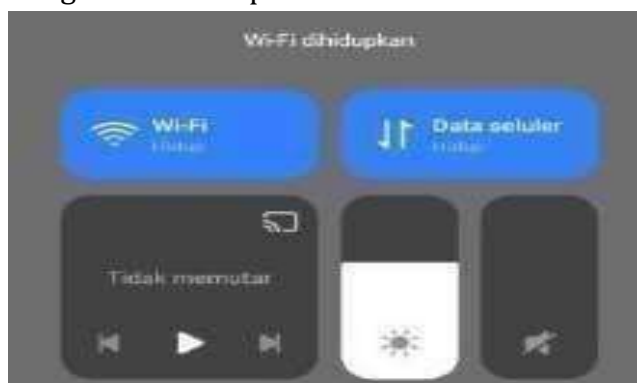 Wi-Fi dihidupkan
Wi-Fi
Hidup
Data seluler
Hidup
Tidak memutar